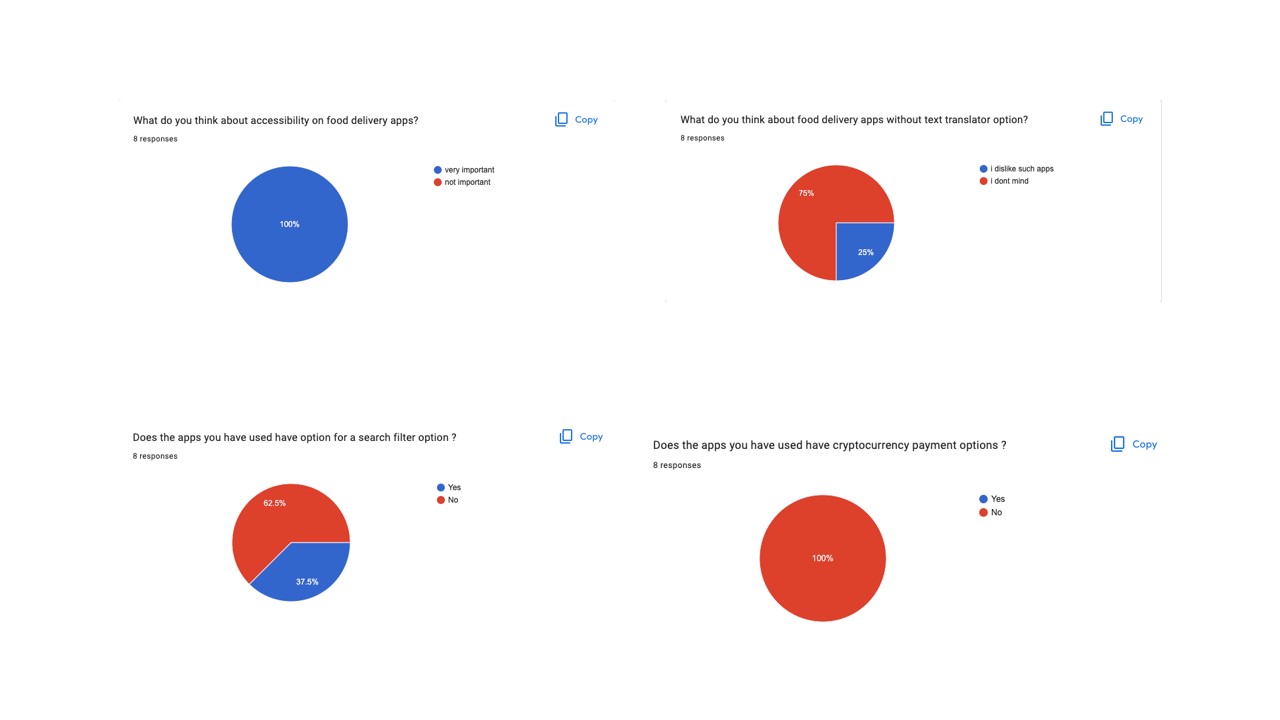 What do you think about accessibility on food delivery apps?
Copy
8 responses
very important
not important
100%
What do you think about food delivery apps without text translator option?
Copy
8 responses
i dislike such apps
i dont mind
75%
25%
Does the apps you have used have option for a search filter option ?
Copy
8 responses
Yes
No
62.5%
37.5%
Does the apps you have used have cryptocurrency payment options ?
Copy
8 responses
Yes
No
100%